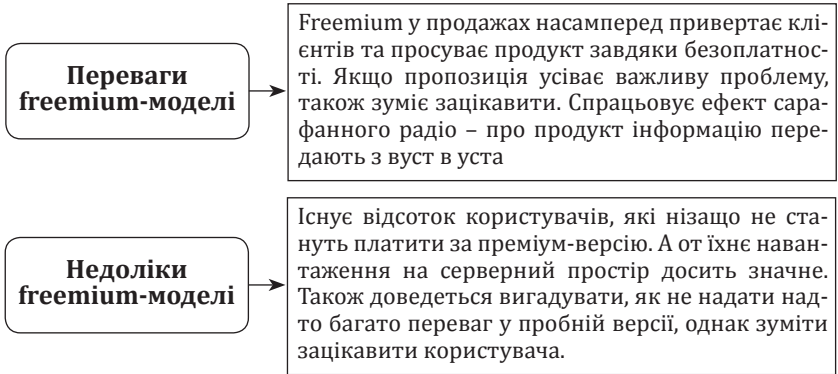 Переваги
freemium-моделі
Freemium у продажах насамперед привертає клі-
єнтів та просуває продукт завдяки безоплатнос-
ті. Якщо пропозиція усіває важливу проблему,
також зуміє зацікавити. Спрацьовує ефект сара-
фанного радіо – про продукт інформацію пере-
дають з вуст в уста
Недоліки
freemium-моделі
Існує відсоток користувачів, які нізащо не ста-
нуть платити за преміум-версію. А от їхнє наван-
таження на серверний простір досить значне.
Також доведеться вигадувати, як не надати над-
то багато переваг у пробній версії, однак зуміти
зацікавити користувача.